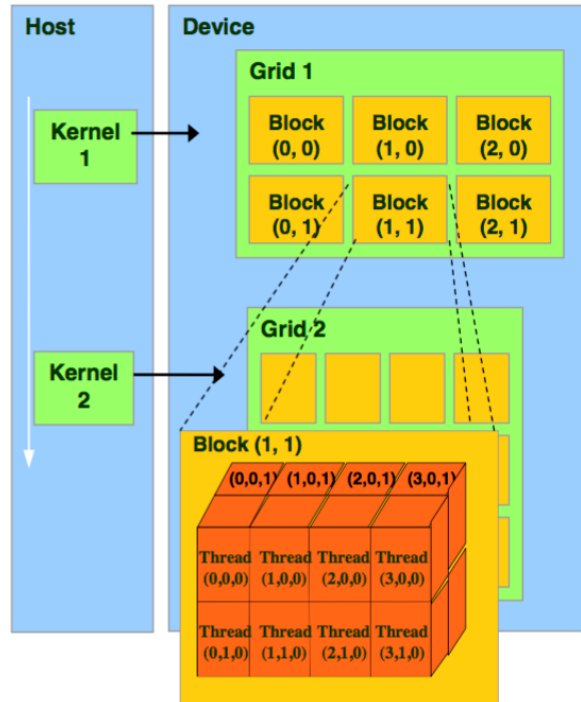 Host
Device
Grid 1
Kernel
1
Block
(0, 0)
Block
(1, 0)
Block
(2, 0)
Block
(0, 1)
Block
(1, 1)
Block
(2, 1)
Grid 2
Kernel
2
Block (1, 1)
(0,0,1) (1,0,1) (2,0,1) (3,0,1)
Thread
(0,0,0)
Thread
(1,0,0)
Thread
(2,0,0)
Thread
(3,0,0)
Thread
(0,1,0)
Thread
(1,1,0)
Thread
(2,1,0)
Thread
(3,1,0)